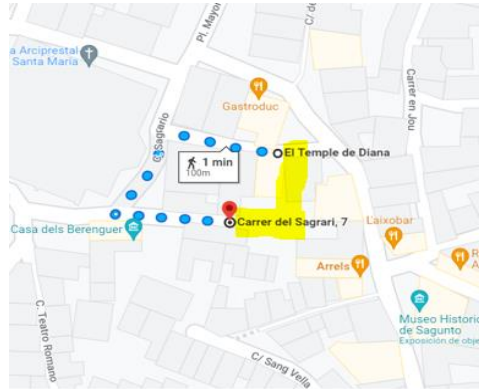 Pl. Mayor
C/ de
a Arciprestal
Santa María
Gastroduc
Carrer en Jou
@Sagrario
El Temple de Diana
1 min
100m
Carrer del Sagrari, 7
Casa dels Berenguer
Laixobar
Arrels
R
A
C. Teatro Romano
Museo Historic
de Sagunto
Exposición de obje
C/ Sang Vella